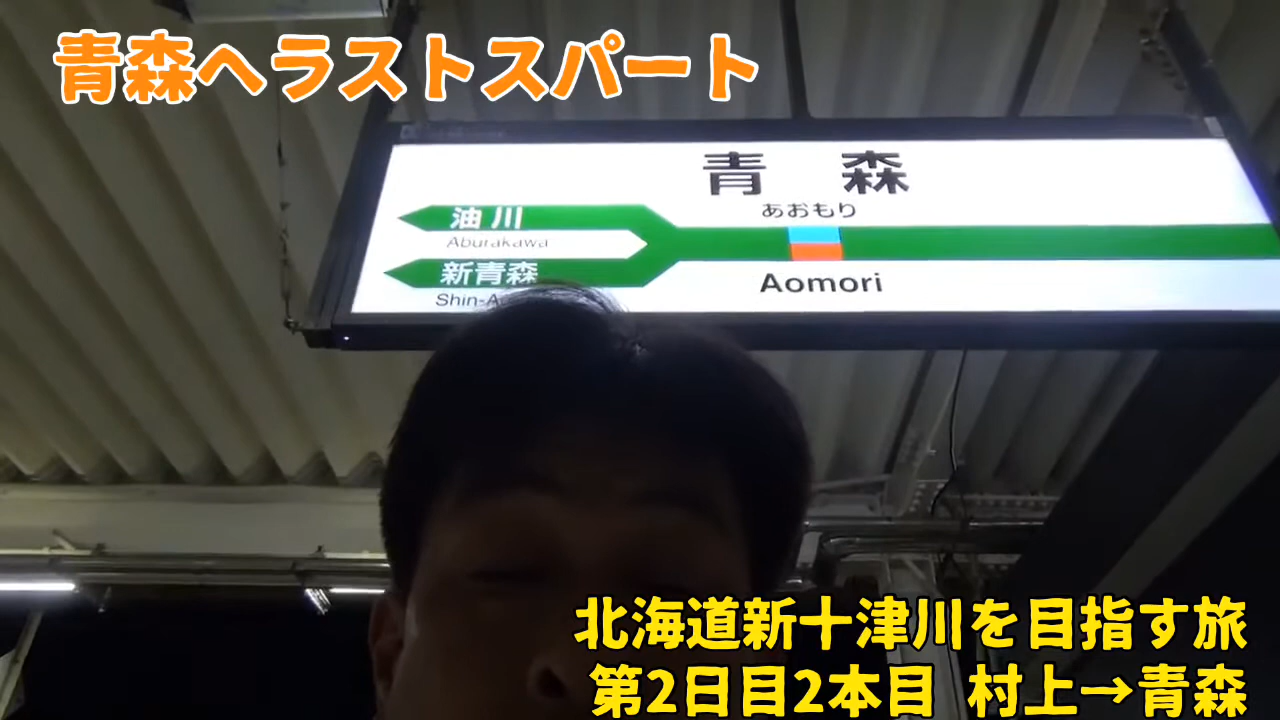 青森へラストスパート
青森
あおもり
油川
Aburakawa
新青森
Aomori
北海道新十津川を目指す旅
第2日目2本目 村上→青森